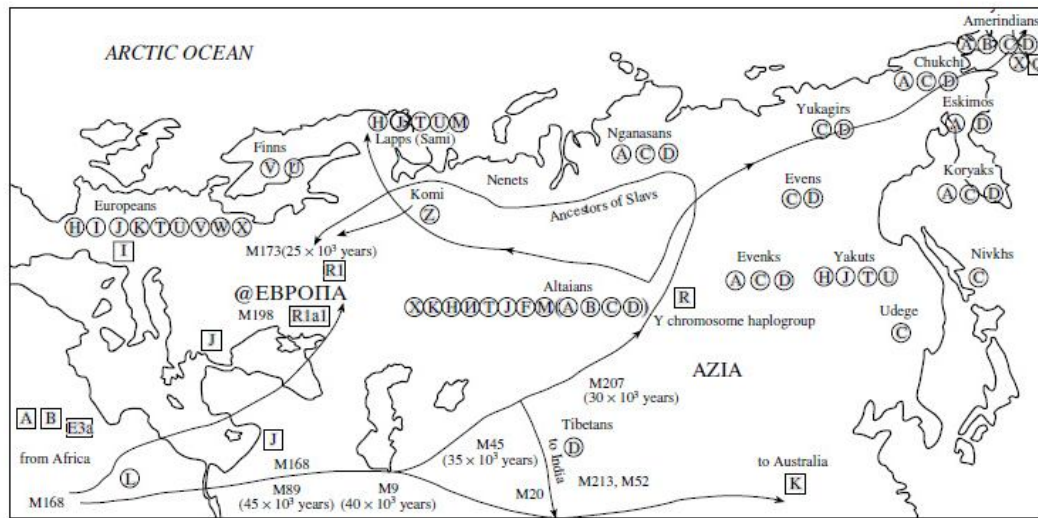 Amerindians
ARCTIC OCEAN
A B C D
Chukchi
X
A C D
Eskimos
H J T U M
Yukagirs
A D
Lapps (Sami)
Nganasans
C D
Finns
A C D
V U
Nenets
Evens
Koryaks
Komi
Ancestors of Slavs
C D
A C D
Europeans
Z
H I J K T U V W X
M173(25 × 10³ years)
I
R1
Evenks
Yakuts
Nivkhs
Altaians
A C D
H J T U
C
@ЕВРОПА
X K H И T J F M (A B C D)
R
M198
R1a1
Y chromosome haplogroup
Udege
C
J
AZIA
M207
(30 × 10³ years)
A B E3a
Tibetans
J
M45
D
from Africa
(35 × 10³ years)
to India
to Australia
L
M168
M213, M52
K
M168
M89
M9
M20
(45 × 10³ years)
(40 × 10³ years)